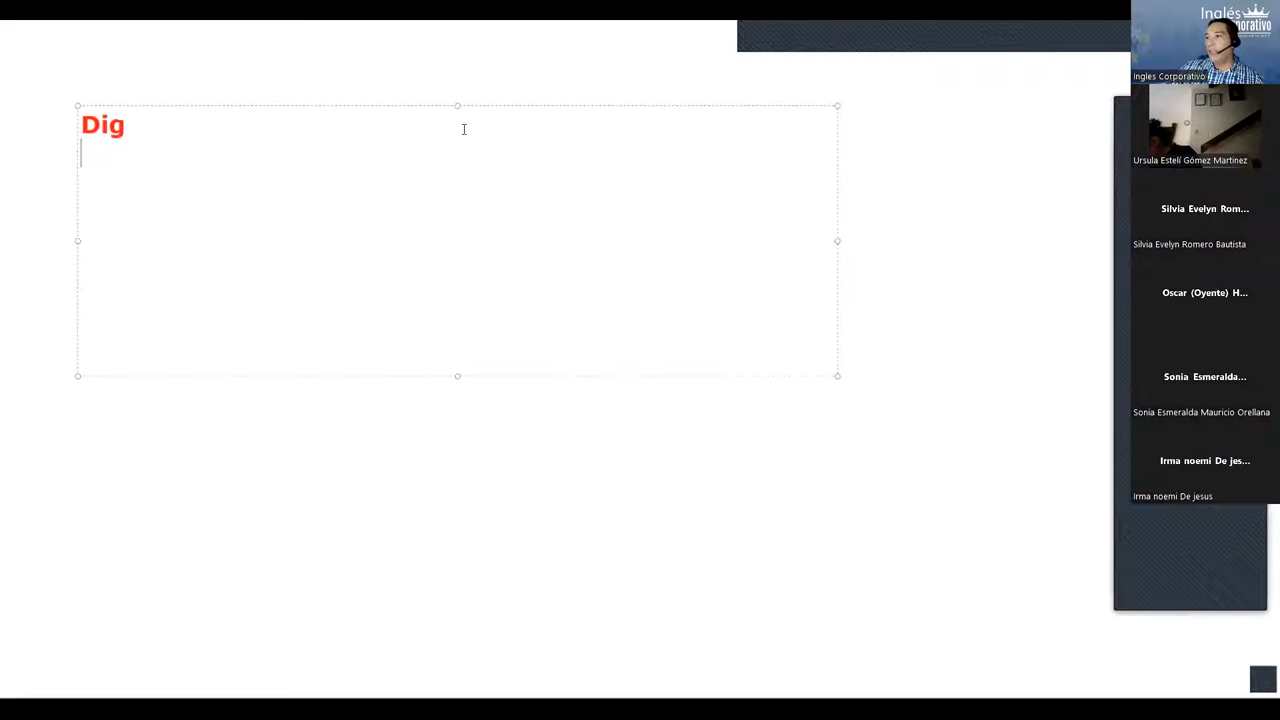 Dig
Inglés
porativo
Ingles Corporativo
Ursula Estelí Gómez Martinez
Silvia Evelyn Rom...
Silvia Evelyn Romero Bautista
Oscar (Oyente) H...
Sonia Esmeralda...
Sonia Esmeralda Mauricio Orellana
Irma noemi De jes...
Irma noemi De jesus